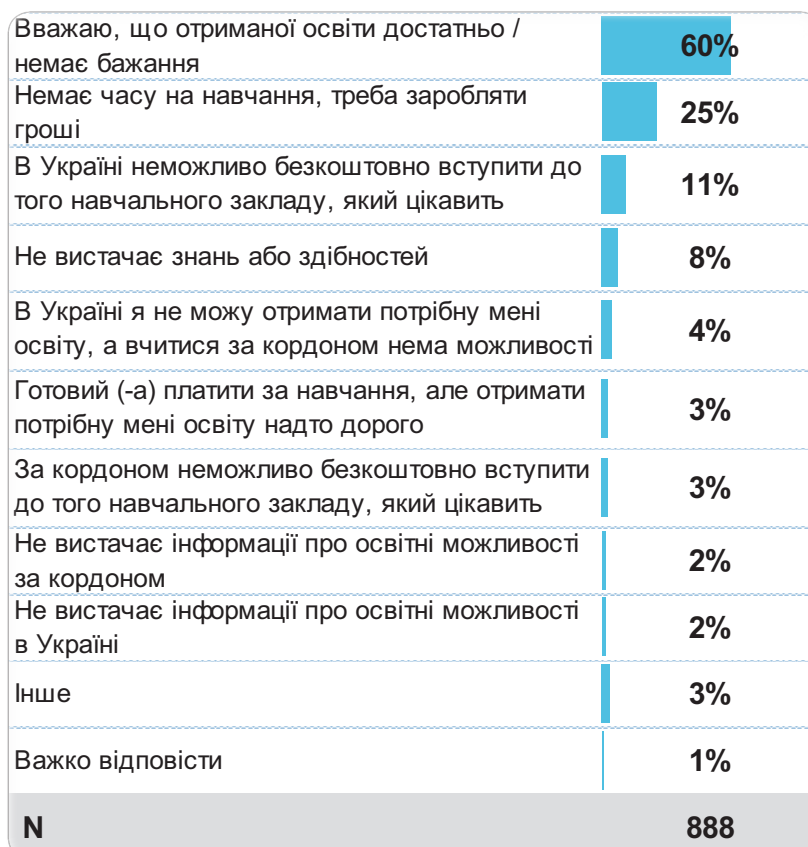 Вважаю, що отриманої освіти достатньо /
немає бажання
60%
Немає часу на навчання, треба заробляти
гроші
25%
В Україні неможливо безкоштовно вступити до
того навчального закладу, який цікавить
11%
Не вистачає знань або здібностей
8%
В Україні я не можу отримати потрібну мені
освіту, а вчитися за кордоном нема можливості
4%
Готовий (-а) платити за навчання, але отримати
потрібну мені освіту надто дорого
3%
За кордоном неможливо безкоштовно вступити
до того навчального закладу, який цікавить
3%
Не вистачає інформації про освітні можливості
за кордоном
2%
Не вистачає інформації про освітні можливості
в Україні
2%
Інше
3%
Важко відповісти
1%
N
888